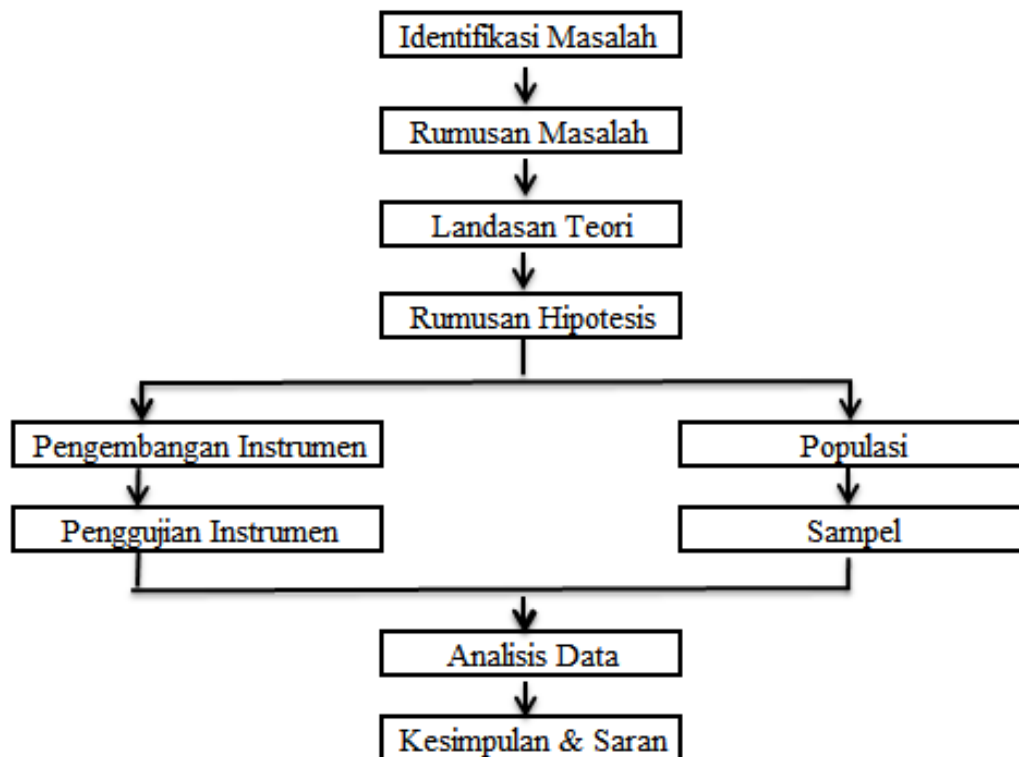 Identifikasi Masalah
Rumusan Masalah
Landasan Teori
Rumusan Hipotesis
Pengembangan Instrumen
Populasi
Penggujian Instrumen
Sampel
Analisis Data
Kesimpulan & Saran